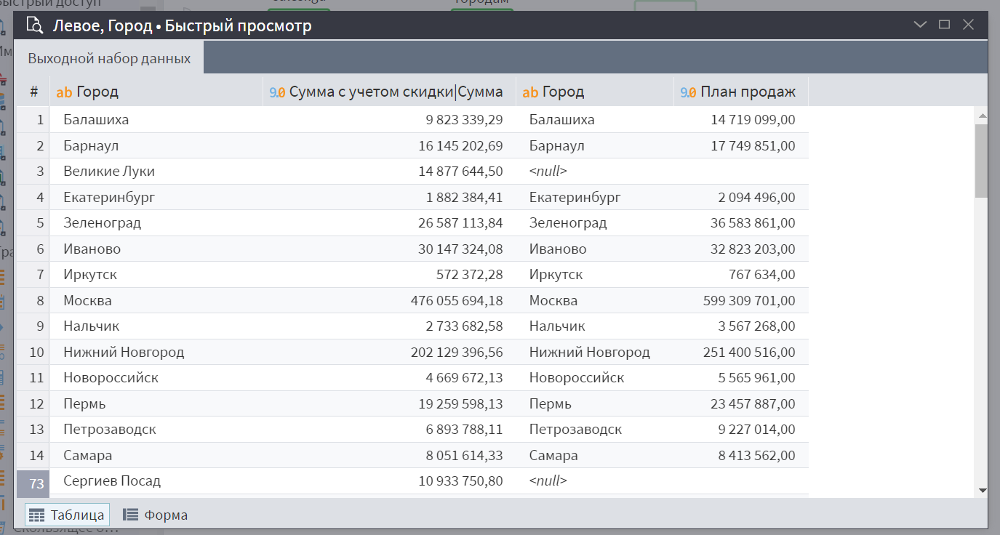 Левое, Город • Быстрый просмотр
Выходной набор данных
# ab Город 9.0 Сумма с учетом скидки|Сумма ab Город 9.0 План продаж
1 Балашиха 9 823 339,29 Балашиха 14 719 099,00
2 Барнаул 16 145 202,69 Барнаул 17 749 851,00
3 Великие Луки 14 877 644,50 <null>
4 Екатеринбург 1 882 384,41 Екатеринбург 2 094 496,00
5 Зеленоград 26 587 113,84 Зеленоград 36 583 861,00
6 Иваново 30 147 324,08 Иваново 32 823 203,00
7 Иркутск 572 372,28 Иркутск 767 634,00
8 Москва 476 055 694,18 Москва 599 309 701,00
9 Нальчик 2 733 682,58 Нальчик 3 567 268,00
10 Нижний Новгород 202 129 396,56 Нижний Новгород 251 400 516,00
11 Новороссийск 4 669 672,13 Новороссийск 5 565 961,00
12 Пермь 19 259 598,13 Пермь 23 457 887,00
13 Петрозаводск 6 893 788,11 Петрозаводск 9 227 014,00
14 Самара 8 051 614,33 Самара 8 413 562,00
73 Сергиев Посад 10 933 750,80 <null>
Таблица Форма